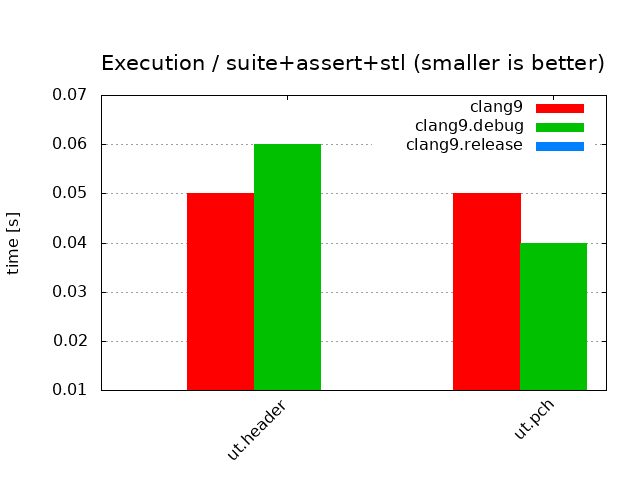 Execution / suite+assert+stl (smaller is better)
0.07
0.06
0.05
0.04
0.03
0.02
0.01
time [s]
clang9
clang9.debug
clang9.release
ut.header
ut.pch